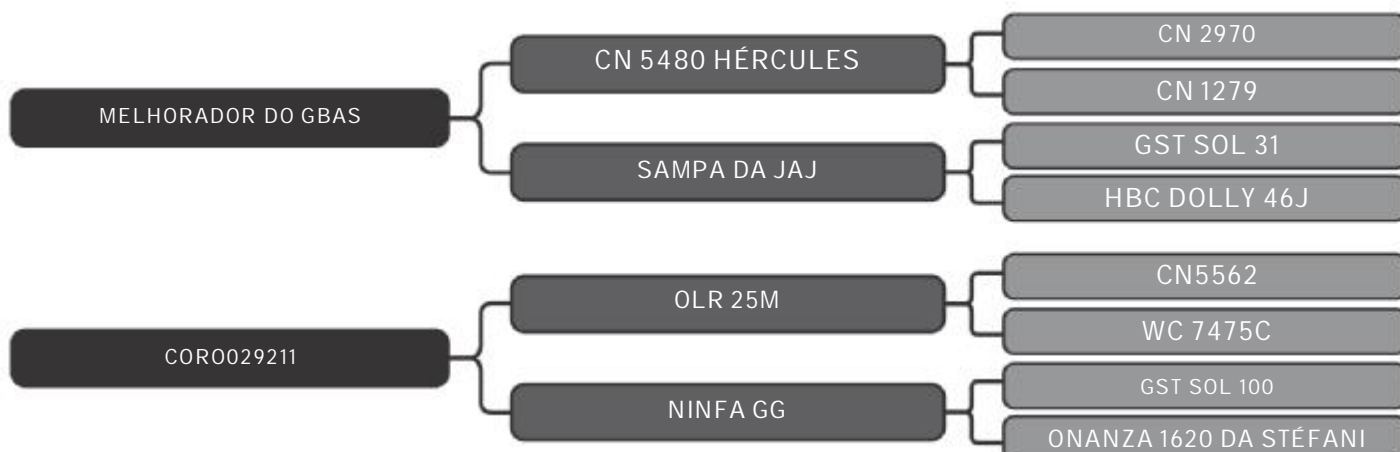 MELHORADOR DO GBAS
CN 5480 HÉRCULES
CN 2970
CN 1279
SAMPA DA JAJ
GST SOL 31
HBC DOLLY 46J
CORO029211
OLR 25M
CN5562
WC 7475C
NINFA GG
GST SOL 100
ONANZA 1620 DA STÉFANI